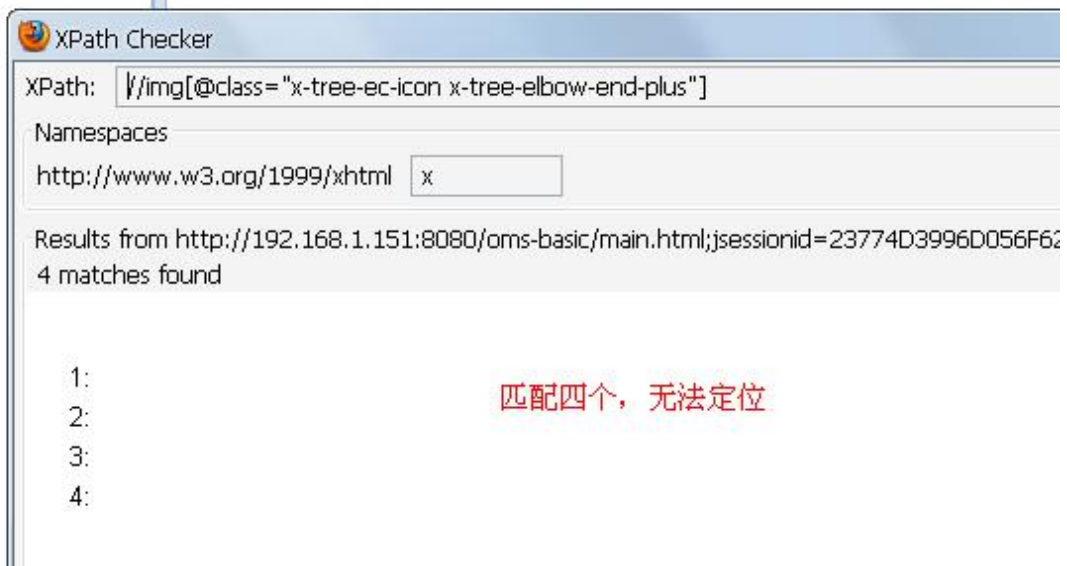 XPath Checker
XPath: //img[@class="x-tree-ec-icon x-tree-elbow-end-plus"]
Namespaces
http://www.w3.org/1999/xhtml x
Results from http://192.168.1.151:8080/oms-basic/main.html;jsessionid=23774D3996D056F62
4 matches found
1:
匹配四个，无法定位
2:
3:
4: